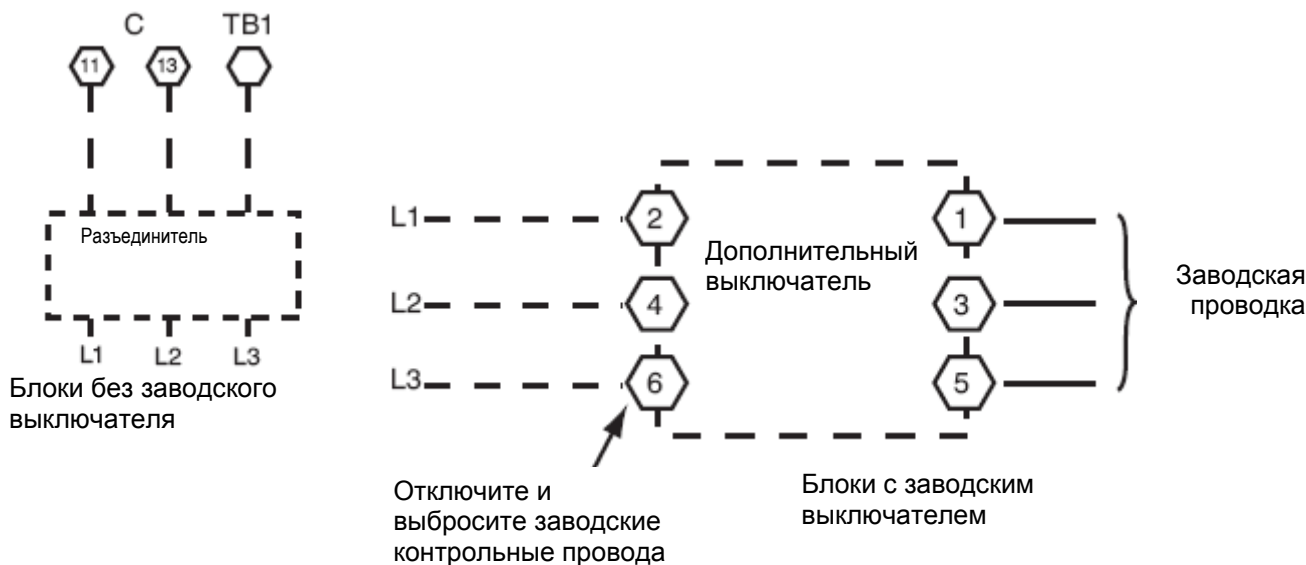 C TB1
11 13
Разъединитель
L1 L2 L3
Блоки без заводского
выключателя
L1 2 1
Дополнительный
выключатель
L2 4 3
L3 6 5
Заводская
проводка
Отключите и
выбросите заводские
контрольные провода
Блоки с заводским
выключателем